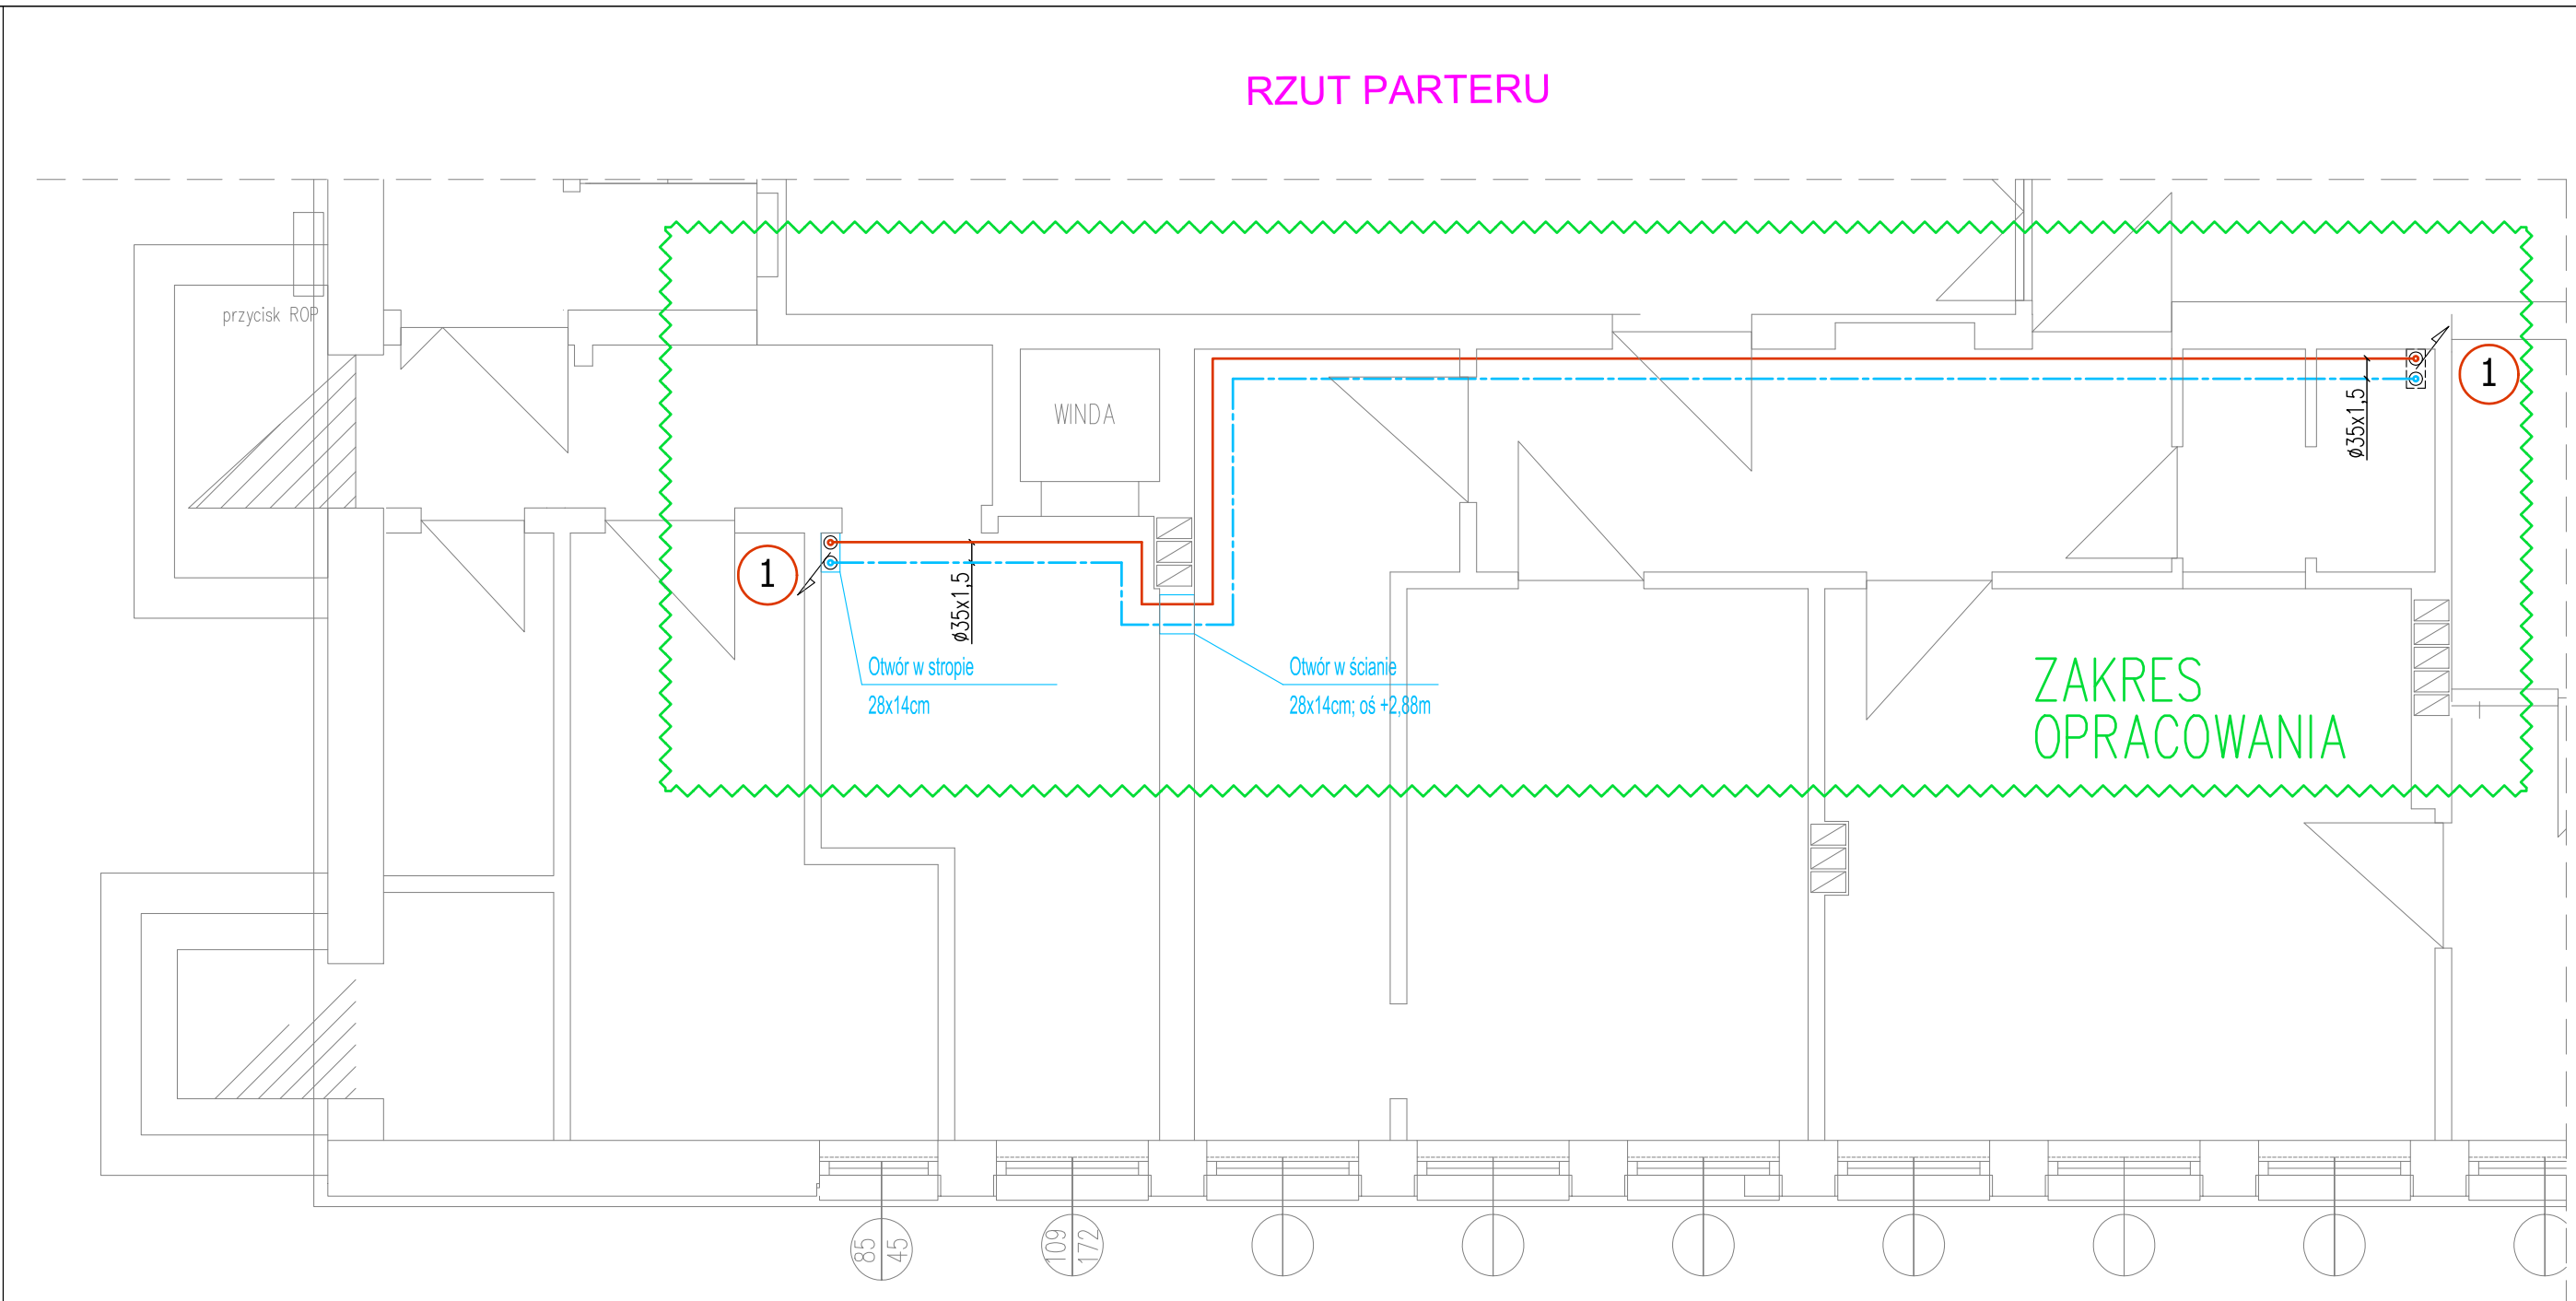 RZUT PARTERU
przycisk ROP
WINDA
1
ø35x1,5
1
ø35x1,5
Otwór w stropie
28x14cm
Otwór w ścianie
28x14cm; oś +2,88m
ZAKRES
OPRACOWANIA
85
45
109
172